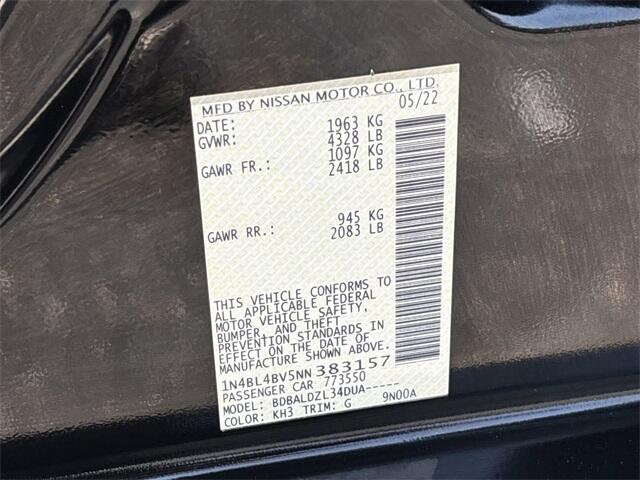 MFD BY NISSAN MOTOR CO., LTD.
DATE: 05/22
GVWR: 1963 KG
4328 LB
GAWR FR.: 1097 KG
2418 LB
GAWR RR.: 945 KG
2083 LB
THIS VEHICLE CONFORMS TO
ALL APPLICABLE FEDERAL
MOTOR VEHICLE SAFETY,
BUMPER, AND THEFT
PREVENTION STANDARDS IN
EFFECT ON THE DATE OF
MANUFACTURE SHOWN ABOVE.
1N4BL4BV5NN383157
PASSENGER CAR 773550
MODEL: BDBALDZL34DUA-----
COLOR: KH3 TRIM: G 9N00A